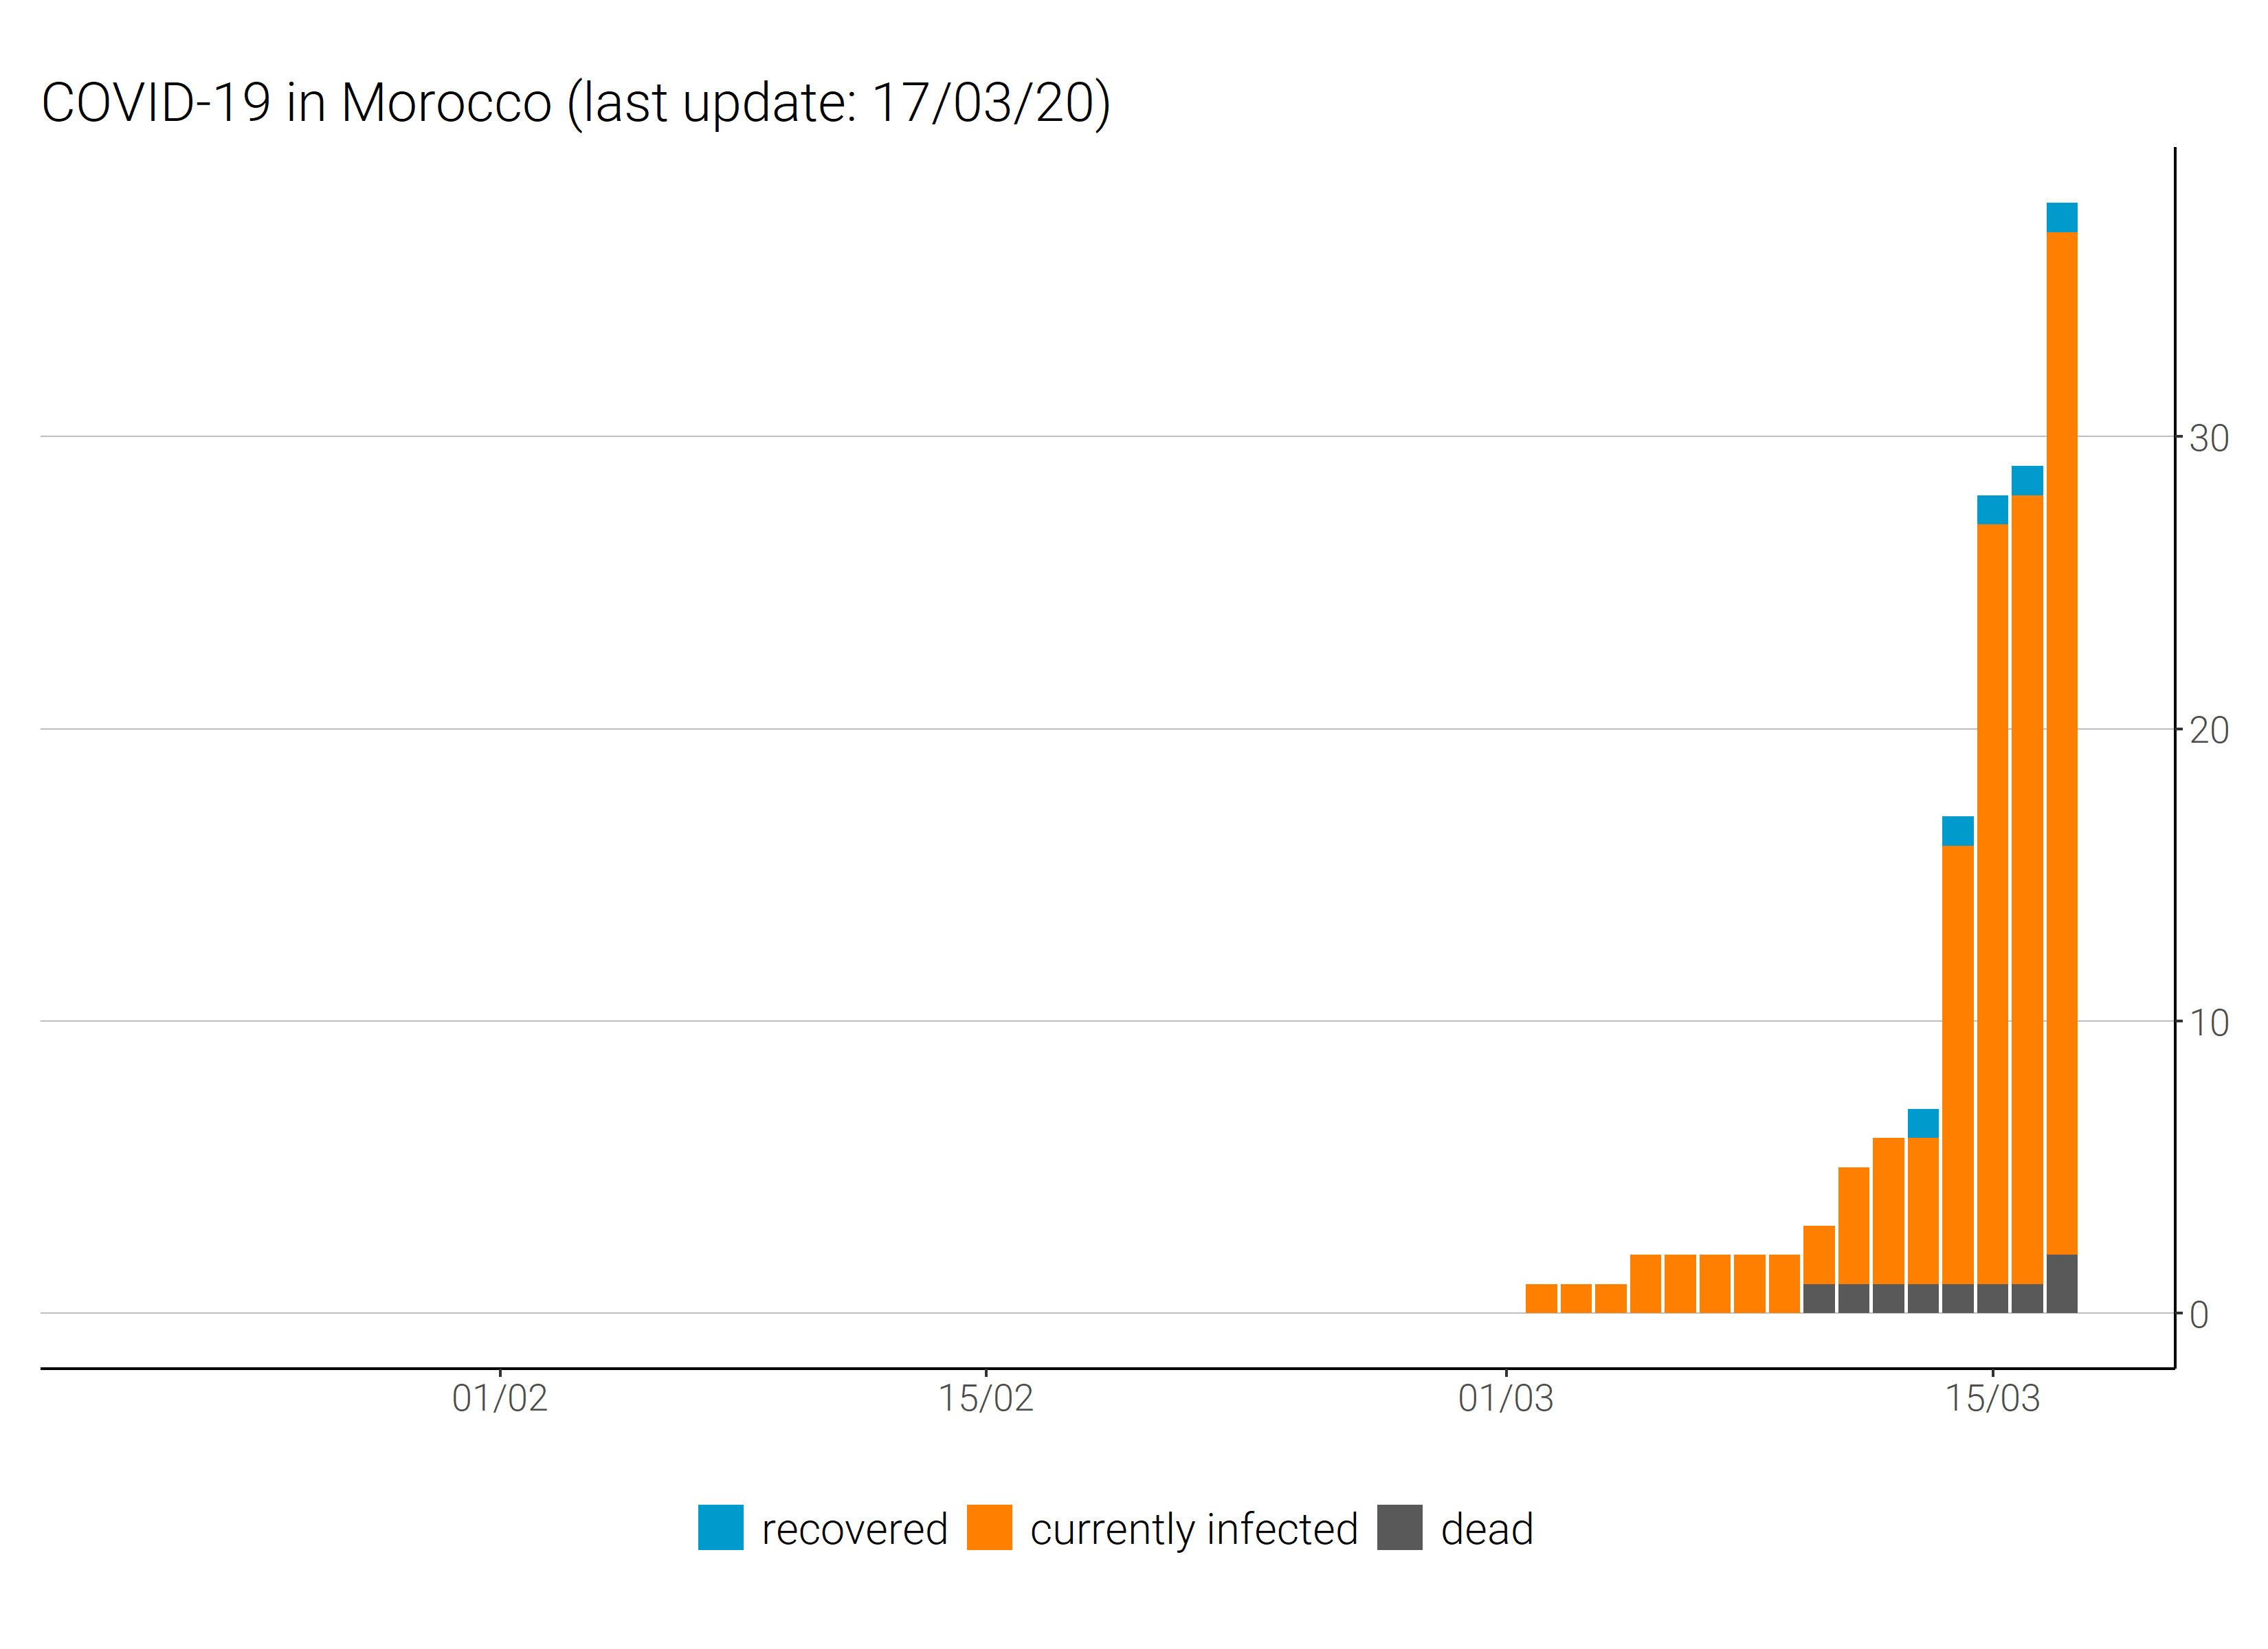 COVID-19 in Morocco (last update: 17/03/20)
30
20
10
0
01/02 15/02 01/03 15/03
recovered currently infected dead